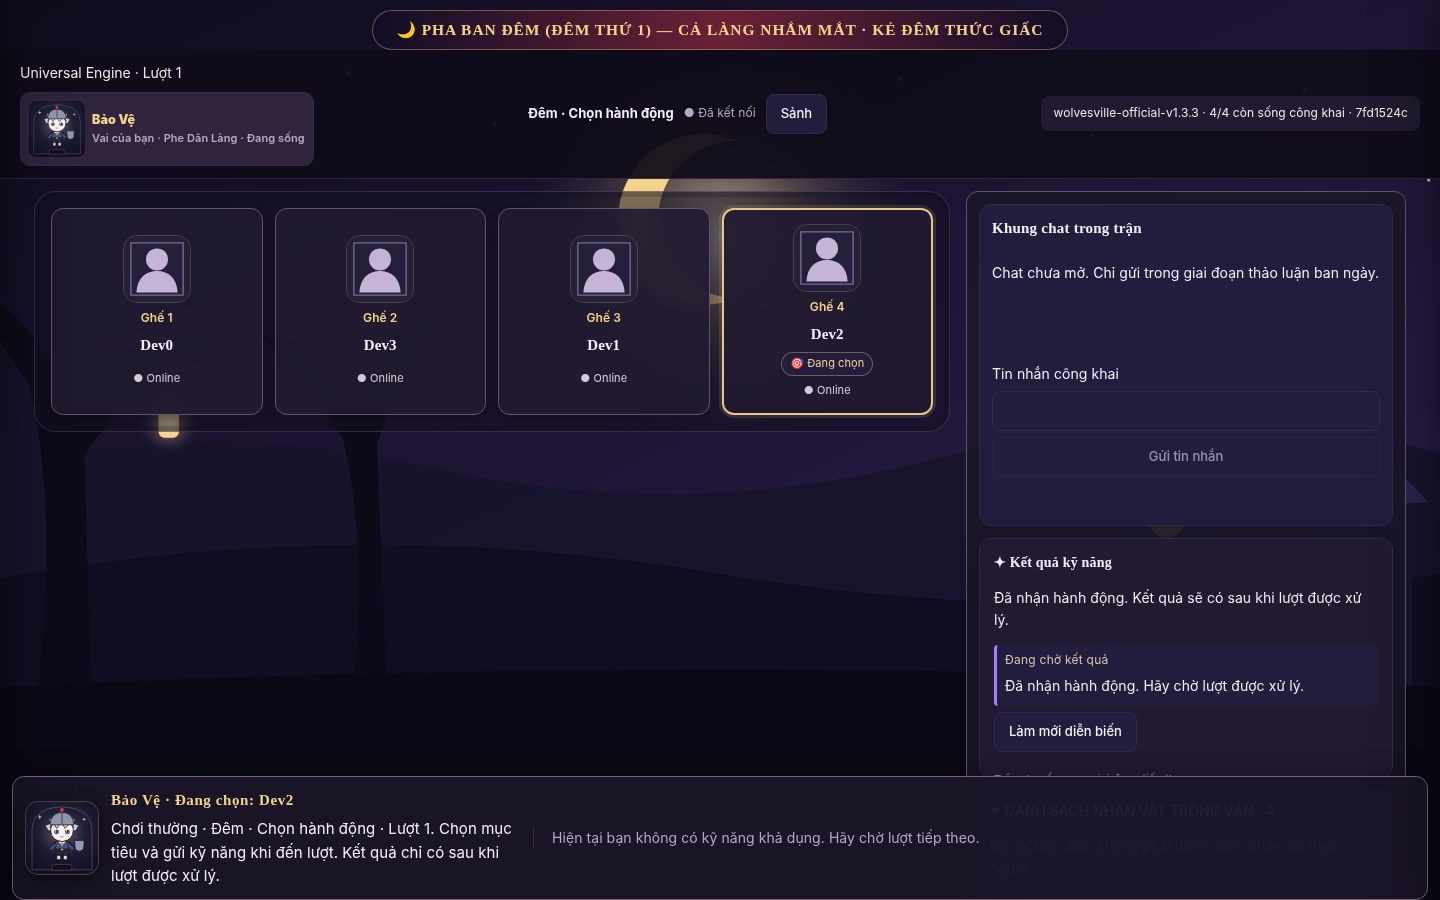 🌙 PHA BAN ĐÊM (ĐÊM THỨ 1) — CẢ LÀNG NHẮM MẮT · KẺ ĐÊM THỨC GIẤC
Universal Engine · Lượt 1
Bảo Vệ
Vai của bạn · Phe Dân Làng · Đang sống
Đêm · Chọn hành động
Đã kết nối
Sảnh
wolvesville-official-v1.3.3 · 4/4 còn sống công khai · 7fd1524c
Ghế 1
Dev0
Online
Ghế 2
Dev3
Online
Ghế 3
Dev1
Online
Ghế 4
Dev2
🎯 Đang chọn
Online
Khung chat trong trận
Chat chưa mở. Chỉ gửi trong giai đoạn thảo luận ban ngày.
Tin nhắn công khai
Gửi tin nhắn
✦ Kết quả kỹ năng
Đã nhận hành động. Kết quả sẽ có sau khi lượt được xử
lý.
Đang chờ kết quả
Đã nhận hành động. Hãy chờ lượt được xử lý.
Làm mới diễn biến
▾ DANH SÁCH NHÂN VẬT TRONG VÁN · 4
Bảo Vệ · Đang chọn: Dev2
Chơi thường · Đêm · Chọn hành động · Lượt 1. Chọn mục
tiêu và gửi kỹ năng khi đến lượt. Kết quả chỉ có sau khi
lượt được xử lý.
Hiện tại bạn không có kỹ năng khả dụng. Hãy chờ lượt tiếp theo.